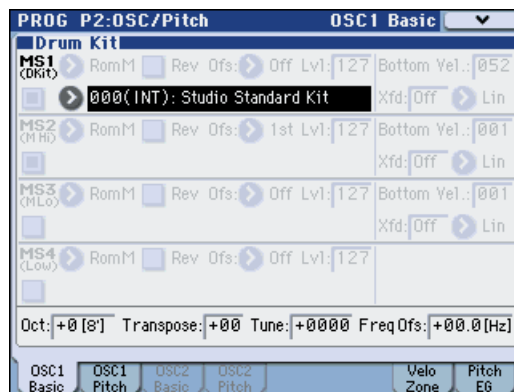 PROG P2:OSC/Pitch OSC1 Basic
Drum Kit
MS1 RomM Rev Ofs: Off Lvl: 127 Bottom Vel.: 052
(DKit)
000(INT): Studio Standard Kit Xfd: Off Lin
MS2 RomM Rev Ofs: 1st Lvl: 127 Bottom Vel.: 001
(M Hi)
Xfd: Off Lin
MS3 RomM Rev Ofs: Off Lvl: 127 Bottom Vel.: 001
(MLo)
Xfd: Off Lin
MS4 RomM Rev Ofs: Off Lvl: 127
(Low)
Oct: +0 [8'] Transpose: +00 Tune: +0000 Freq Ofs: +00.0 [Hz]
OSC1 Basic OSC1 Pitch OSC2 Basic OSC2 Pitch Velo Zone Pitch EG